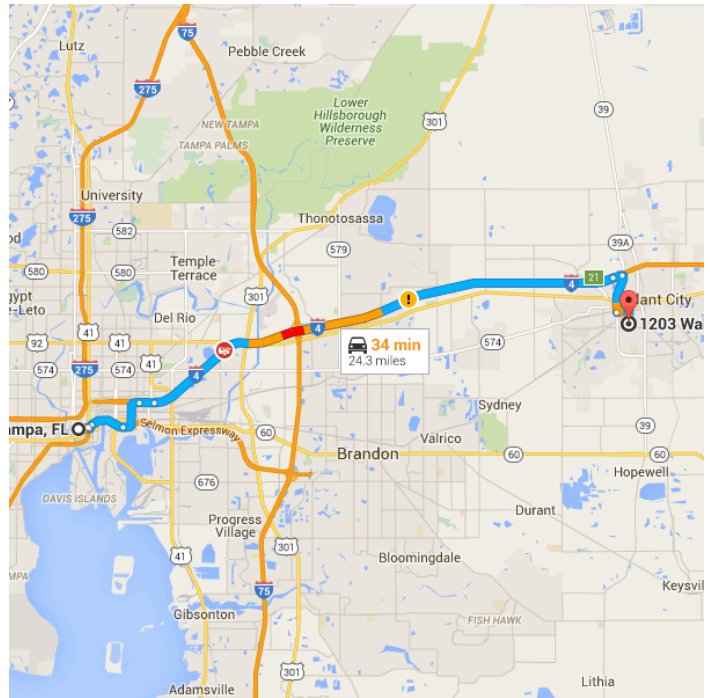 75
Lutz
Pebble Creek
275
275
NEW TAMPA
TAMPA PALMS
Lower
Hillsborough
Wilderness
Preserve
301
39
University
275
582
Thonotosassa
39A
579
580
580
Temple
Terrace
301
21
4
ant City
1203 Wa
Del Rio
41
41
92
4
34 min
24.3 miles
574
574
574
275
4
Sydney
ampa, FL
Selmon Expressway
60
Valrico
39
Brandon
60
60
676
Hopewell
DAVIS ISLANDS
Durant
Progress
Village
41
301
Bloomingdale
TAMPA
75
Keysvil
Gibsonton
FISH HAWK
301
Lithia
Adamsville